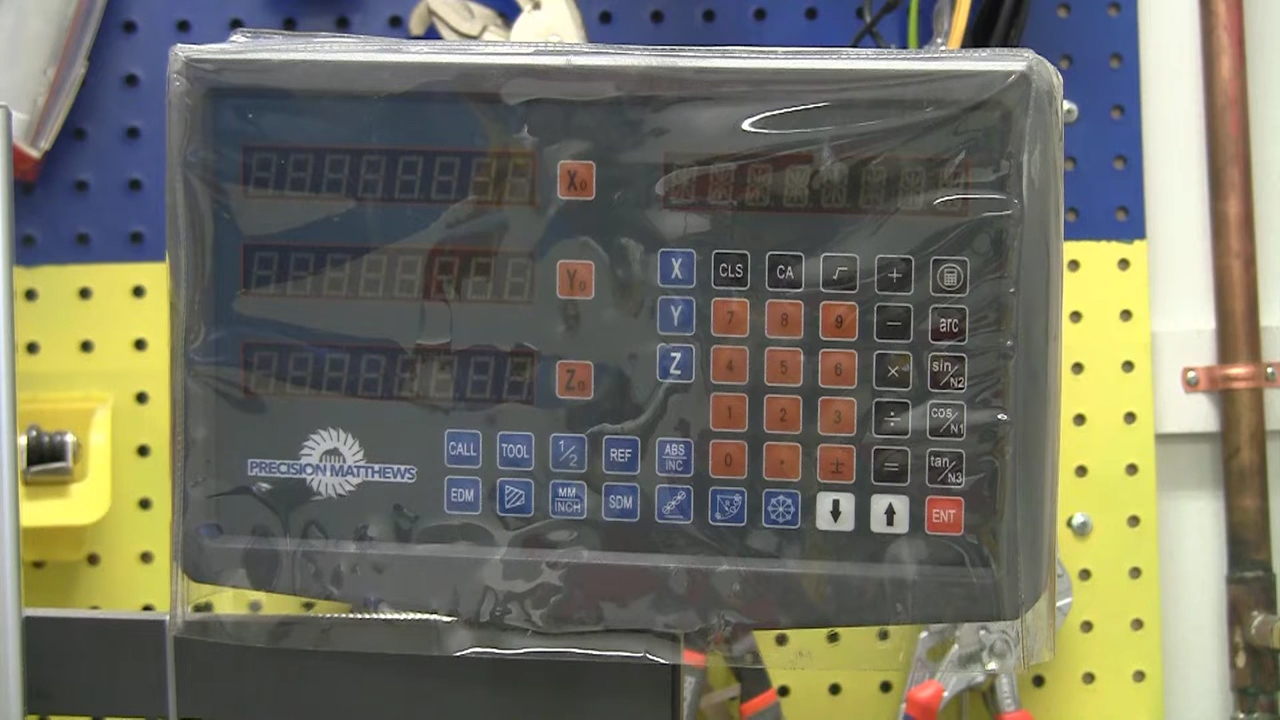 X₀
Y₀
Z₀
X CLS CA √ +
Y 7 8 9 − arc
Z 4 5 6 × sin/N2
1 2 3 ÷ cos/N1
CALL TOOL 1/2 REF ABS/INC 0 . ± = tan/N3
PRECISION MATTHEWS
EDM MM/INCH SDM ENT